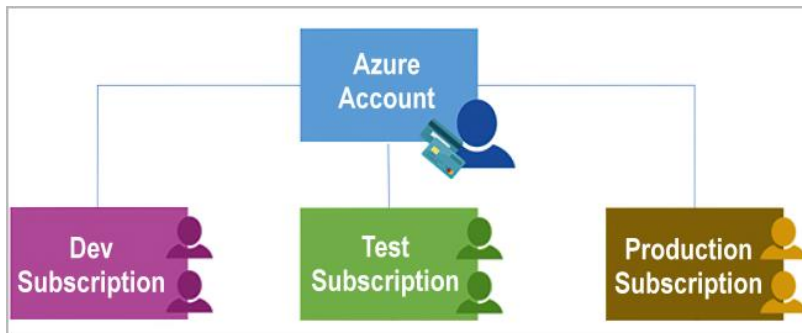 Azure
Account
Dev
Subscription
Test
Subscription
Production
Subscription